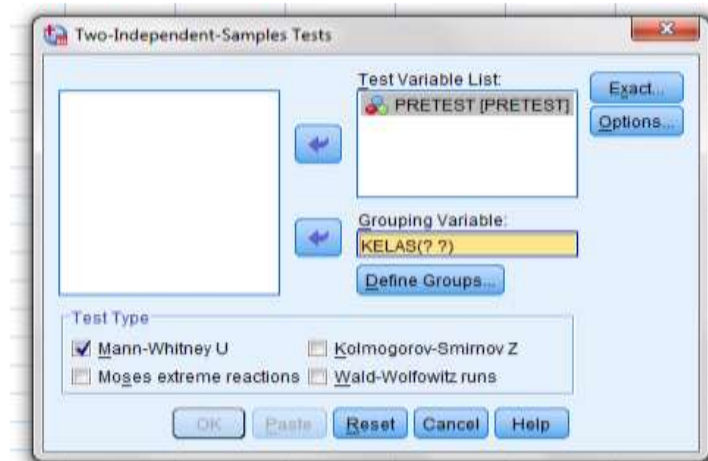 Two-Independent-Samples Tests
Test Variable List:
PRETEST [PRETEST]
Exact...
Options...
Grouping Variable:
KELAS(? ?)
Define Groups...
Test Type
Mann-Whitney U
Kolmogorov-Smirnov Z
Moses extreme reactions
Wald-Wolfowitz runs
OK
Paste
Reset
Cancel
Help